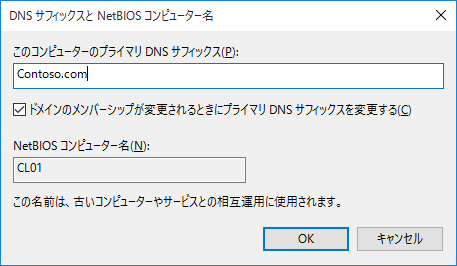 DNS サフィックスと NetBIOS コンピューター名
このコンピューターのプライマリ DNS サフィックス(P):
Contoso.com
ドメインのメンバーシップが変更されるときにプライマリ DNS サフィックスを変更する(C)
NetBIOS コンピューター名(N):
CL01
この名前は、古いコンピューターやサービスとの相互運用に使用されます。
OK キャンセル